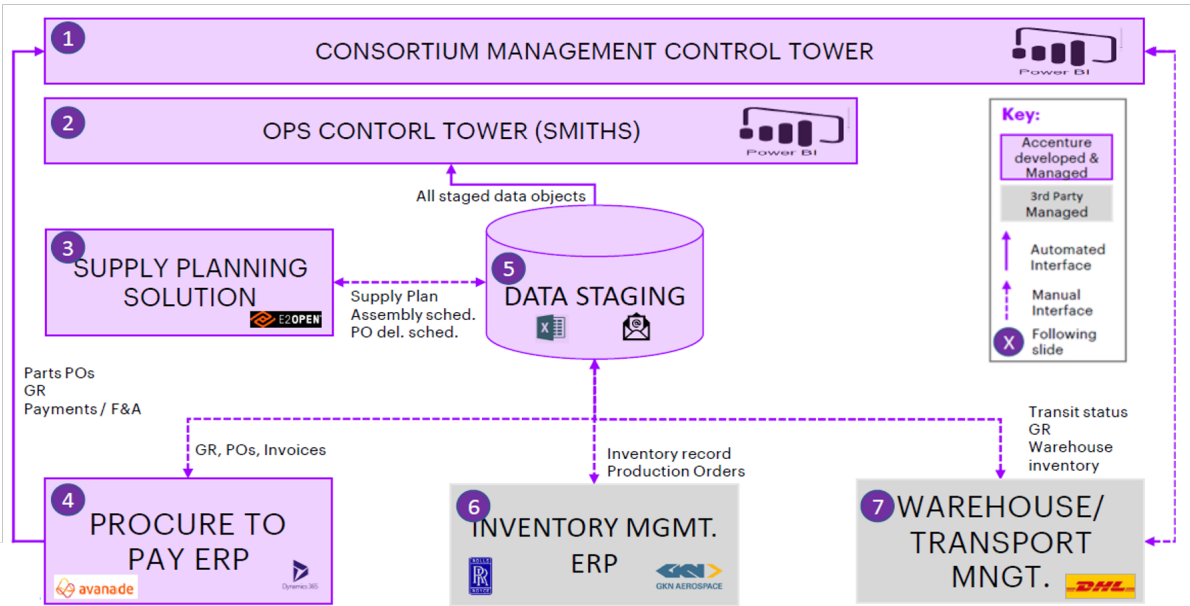 1
CONSORTIUM MANAGEMENT CONTROL TOWER
Power BI
2
OPS CONTORL TOWER (SMITHS)
Power BI
Key:
Accenture
developed &
Managed
3rd Party
Managed
Automated
Interface
Manual
Interface
X
Following
slide
All staged data objects
3
SUPPLY PLANNING
SOLUTION
E2OPEN
Supply Plan
Assembly sched.
PO del. sched.
5
DATA STAGING
X
@
Parts POs
GR
Payments / F&A
GR, POs, Invoices
Inventory record
Production Orders
Transit status
GR
Warehouse
inventory
4
PROCURE TO
PAY ERP
avanade
Dynamics 365
6
INVENTORY MGMT.
ERP
ROLLS
RR
ROYCE
GKN
GKN AEROSPACE
7
WAREHOUSE/
TRANSPORT
MNGT.
DHL